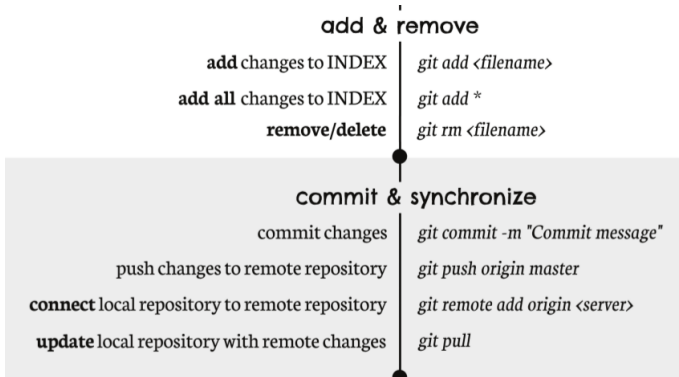 add & remove
add changes to INDEX git add <filename>
add all changes to INDEX git add *
remove/delete git rm <filename>
commit & synchronize
commit changes git commit -m "Commit message"
push changes to remote repository git push origin master
connect local repository to remote repository git remote add origin <server>
update local repository with remote changes git pull